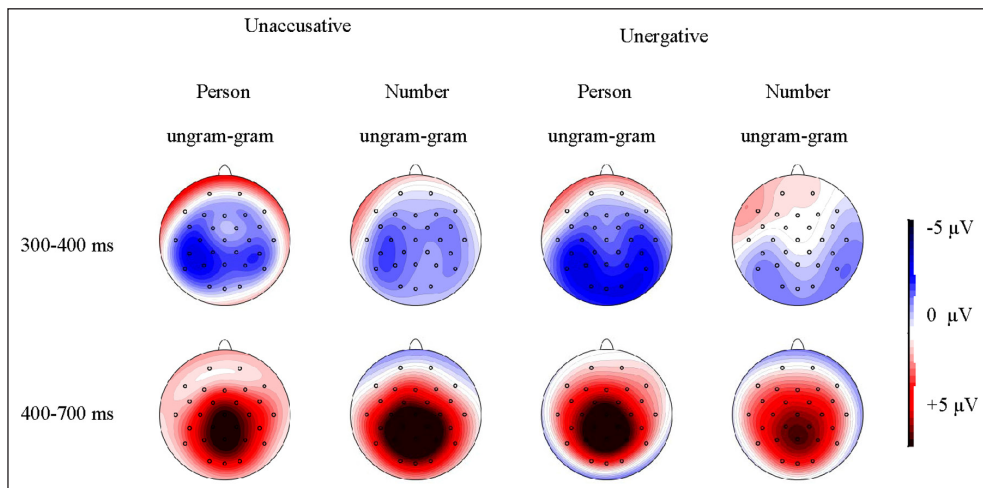 Unaccusative
Unergative
Person
Number
Person
Number
ungram-gram
ungram-gram
ungram-gram
ungram-gram
300-400 ms
-5 µV
0 µV
+5 µV
400-700 ms